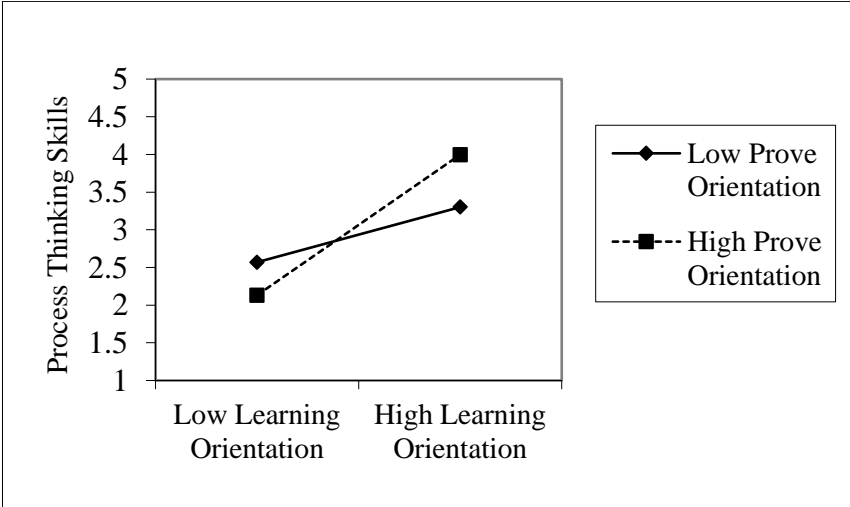 Process Thinking Skills
5
4.5
4
3.5
3
2.5
2
1.5
1
Low Learning
Orientation
High Learning
Orientation
Low Prove
Orientation
High Prove
Orientation